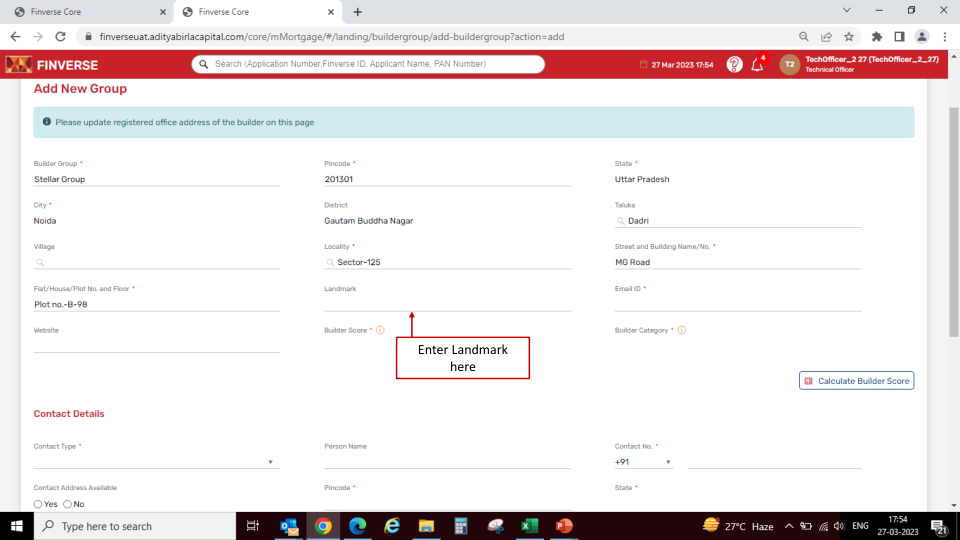 Finverse Core
Finverse Core
finverseuat.adityabirlacapital.com/core/mMortgage/#/landing/buildergroup/add-buildergroup?action=add
FINVERSE
Search (Application Number,Finverse ID, Applicant Name, PAN Number)
27 Mar 2023 17:54
4
T2
TechOfficer_2 27 (TechOfficer_2_27)
Technical Officer
Add New Group
Please update registered office address of the builder on this page
Builder Group * Pincode * State *
Stellar Group 201301 Uttar Pradesh
City * District Taluka
Noida Gautam Buddha Nagar Dadri
Village Locality * Street and Building Name/No. *
Sector-125 MG Road
Flat/House/Plot No. and Floor * Landmark Email ID *
Plot no.-B-98
Website Builder Score * Builder Category *
Enter Landmark
here
Calculate Builder Score
Contact Details
Contact Type * Person Name Contact No. *
+91
Contact Address Available Pincode * State *
Yes No
Type here to search
27°C Haze
ENG
17:54
27-03-2023
21